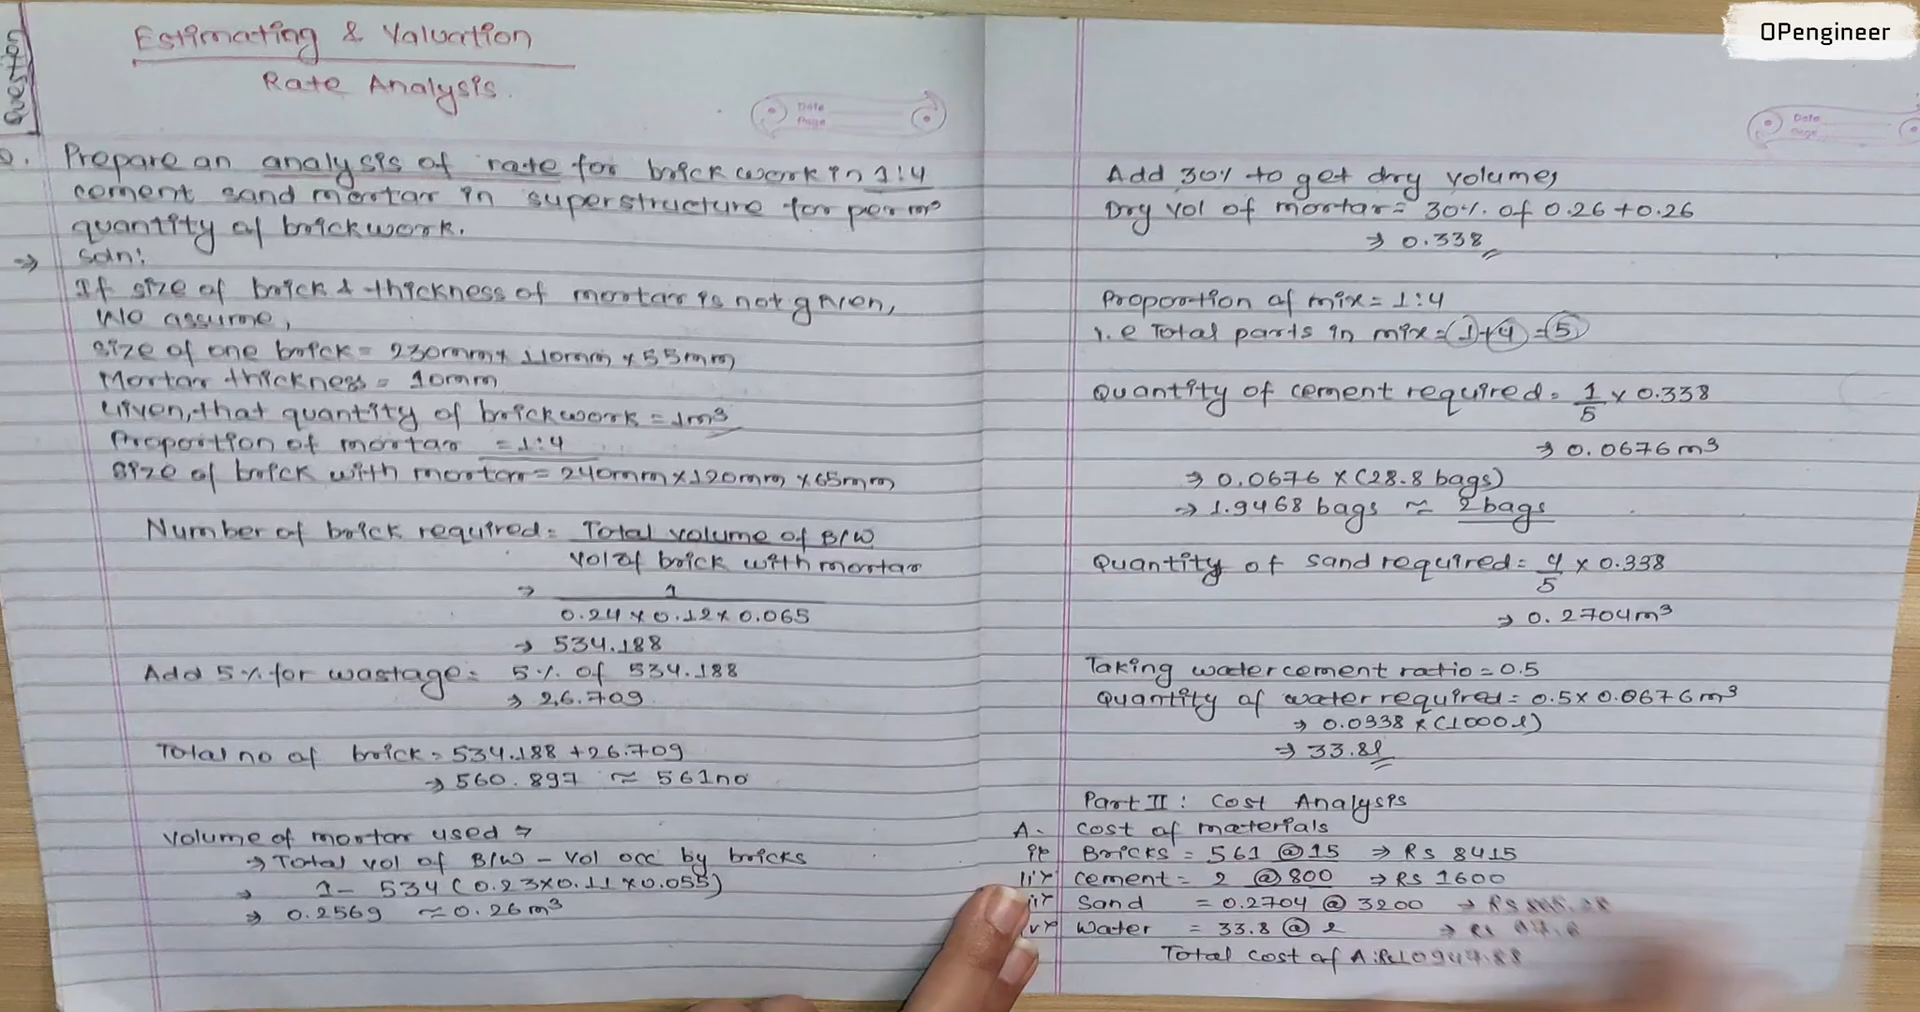 OPengineer
Estimating & Valuation
Rate Analysis.
Date
Page
Q. Prepare an analysis of rate for brick work in 1:4
cement sand mortar in superstructure for per m³
quantity of brickwork.
⇒ Soln:
If size of brick & thickness of mortar is not given,
We assume,
Size of one brick = 230mm × 110mm × 55mm
Mortar thickness = 10mm
Given, that quantity of brickwork = 1m³
Proportion of mortar = 1:4
Size of brick with mortar = 240mm × 120mm × 65mm
Number of brick required = Total volume of B/W
Vol of brick with mortar
⇒ 1
0.24 × 0.12 × 0.065
⇒ 534.188
Add 5% for wastage = 5% of 534.188
⇒ 26.709
Total no of brick = 534.188 + 26.709
⇒ 560.897 ≈ 561 no
Volume of mortar used ⇒
⇒ Total vol of B/W - Vol occ by bricks
⇒ 1 - 534 (0.23×0.11×0.055)
⇒ 0.2569 ≈ 0.26 m³
Date
Page
Add 30% to get dry volumes
Dry vol of mortar = 30% of 0.26 + 0.26
⇒ 0.338
Proportion of mix = 1:4
i.e Total parts in mix = 1+4 = 5
Quantity of cement required = 1/5 × 0.338
⇒ 0.0676 m³
⇒ 0.0676 × (28.8 bags)
→ 1.9468 bags ≈ 2 bags
Quantity of sand required = 4/5 × 0.338
⇒ 0.2704 m³
Taking water cement ratio = 0.5
Quantity of water required = 0.5 × 0.0676 m³
⇒ 0.0338 × (1000 l)
⇒ 33.8 l
Part II : Cost Analysis
A. Cost of materials
Bricks = 561 @ 15 ⇒ Rs 8415
Cement = 2 @ 800 ⇒ Rs 1600
Sand = 0.2704 @ 3200 → Rs
Water = 33.8 @ 2 ⇒ Rs
Total cost of A: Rs 10947.88